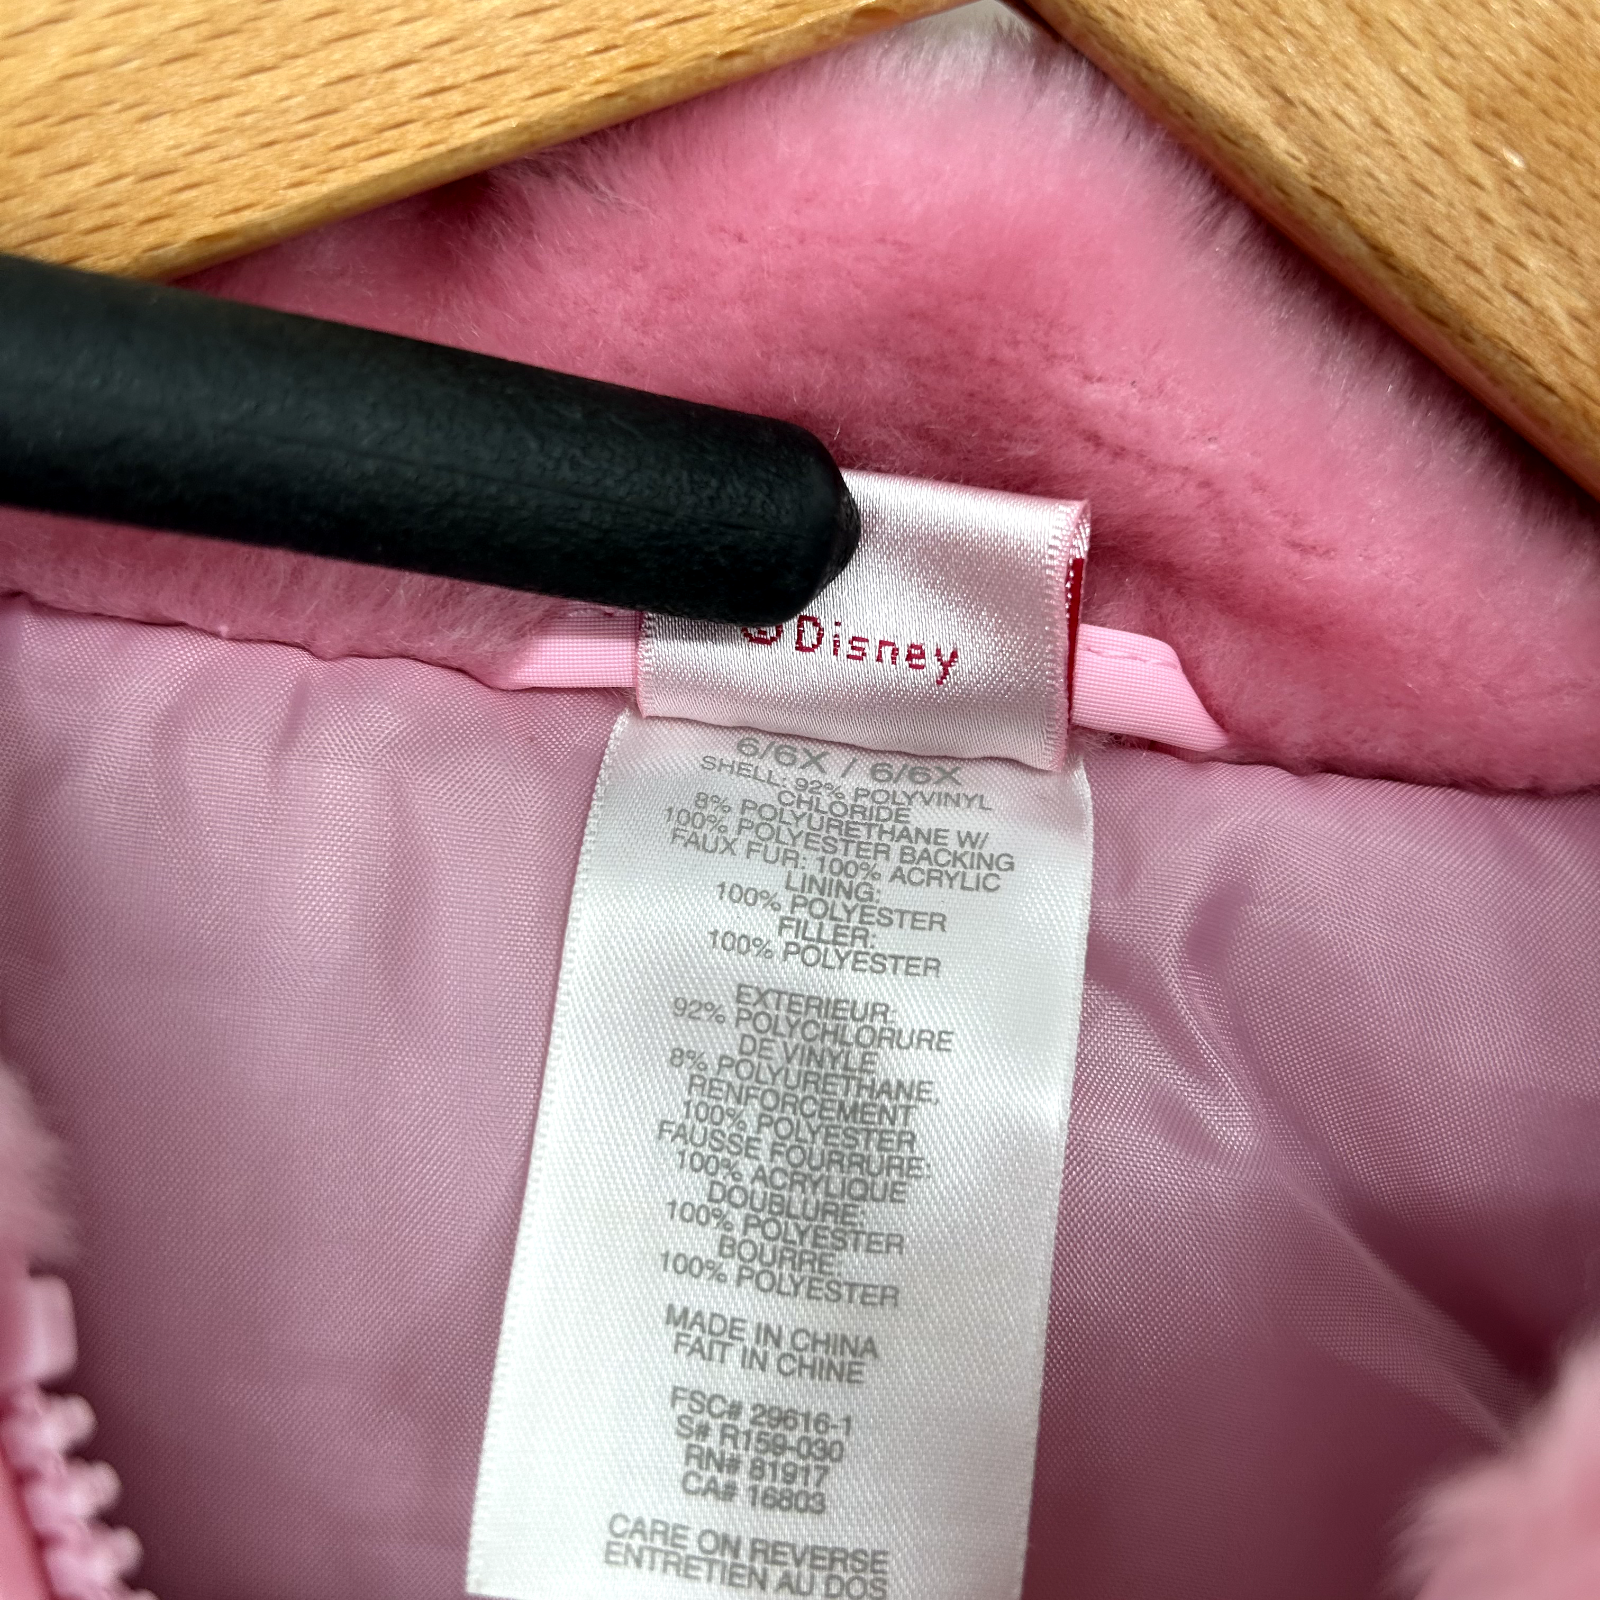 ©Disney
6/6X / 6/6X
SHELL: 92% POLYVINYL
CHLORIDE
8% POLYURETHANE W/
100% POLYESTER BACKING
FAUX FUR: 100% ACRYLIC
LINING:
100% POLYESTER
FILLER:
100% POLYESTER
EXTERIEUR:
92% POLYCHLORURE
DE VINYLE
8% POLYURETHANE,
RENFORCEMENT
100% POLYESTER
FAUSSE FOURRURE:
100% ACRYLIQUE
DOUBLURE:
100% POLYESTER
BOURRE:
100% POLYESTER
MADE IN CHINA
FAIT IN CHINE
FSC# 29616-1
S# R159-030
RN# 81917
CA# 16803
CARE ON REVERSE
ENTRETIEN AU DOS